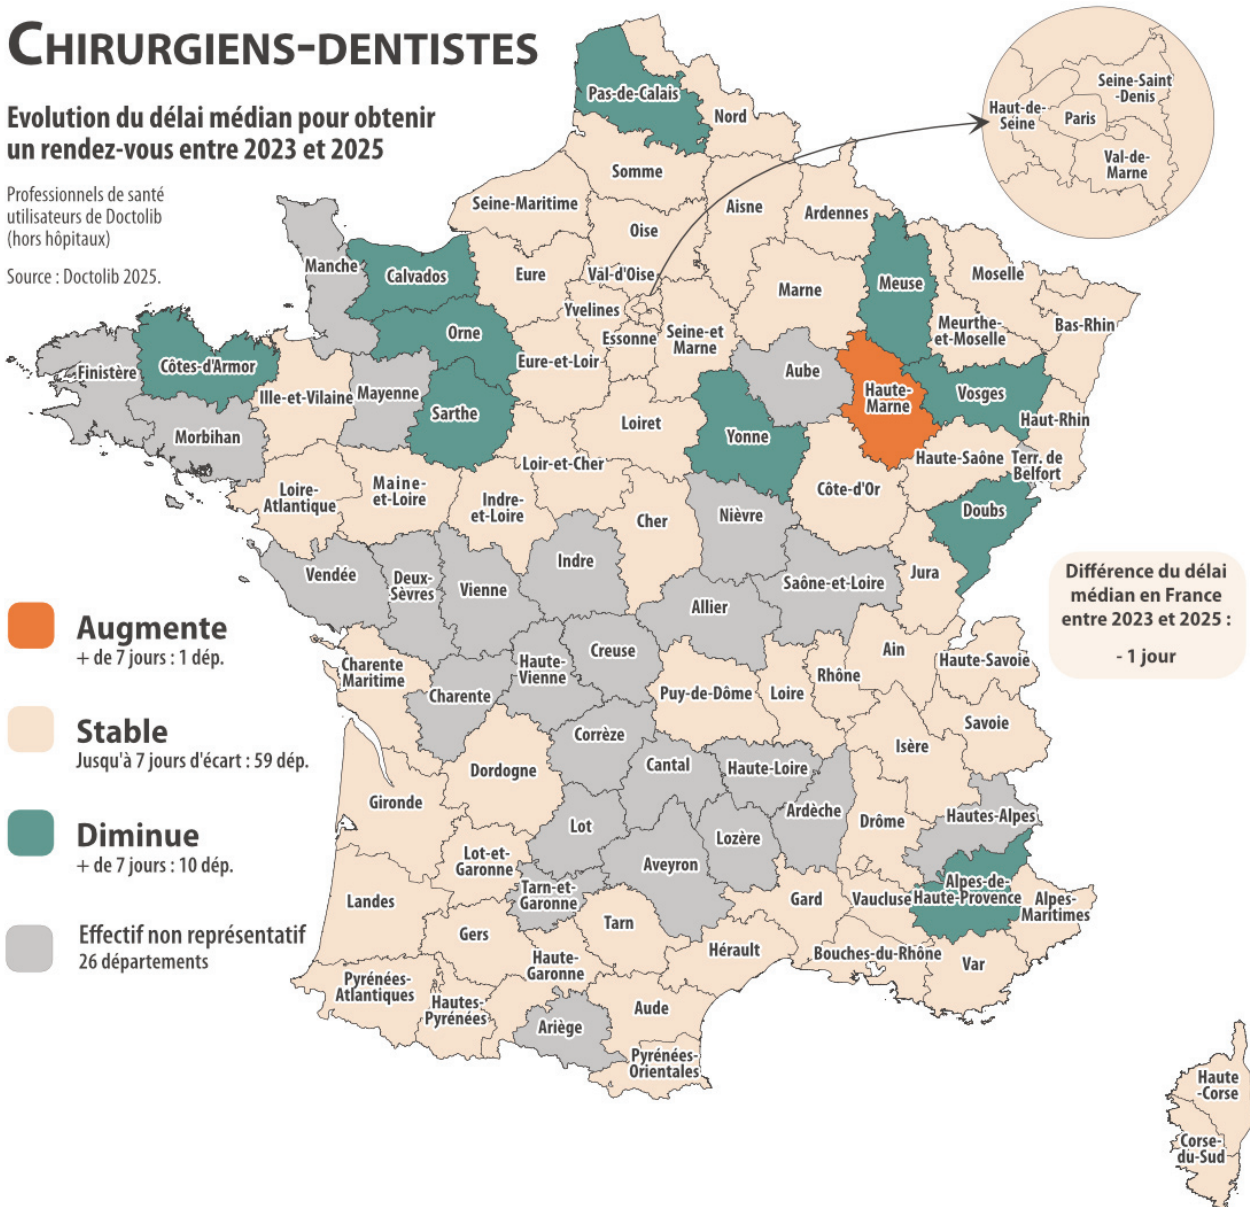 CHIRURGIENS-DENTISTES
Evolution du délai médian pour obtenir
un rendez-vous entre 2023 et 2025
Professionnels de santé
utilisateurs de Doctolib
(hors hôpitaux)
Source : Doctolib 2025.
Haut-de-
Seine
Paris
Seine-Saint
-Denis
Val-de-
Marne
Pas-de-Calais
Nord
Somme
Seine-Maritime
Aisne
Ardennes
Oise
Manche
Calvados
Eure
Val-d'Oise
Marne
Meuse
Moselle
Yvelines
Essonne
Seine-et
Marne
Meurthe-
et-Moselle
Bas-Rhin
Orne
Eure-et-Loir
Finistère
Côtes-d'Armor
Ille-et-Vilaine
Mayenne
Sarthe
Morbihan
Aube
Haute-
Marne
Vosges
Haut-Rhin
Loiret
Yonne
Loir-et-Cher
Haute-Saône
Terr. de
Belfort
Loire-
Atlantique
Maine-
et-Loire
Indre-
et-Loire
Cher
Nièvre
Côte-d'Or
Doubs
Vendée
Deux-
Sèvres
Vienne
Indre
Allier
Saône-et-Loire
Jura
Différence du délai
médian en France
entre 2023 et 2025 :
- 1 jour
Augmente
+ de 7 jours : 1 dép.
Stable
Jusqu'à 7 jours d'écart : 59 dép.
Diminue
+ de 7 jours : 10 dép.
Effectif non représentatif
26 départements
Charente
Maritime
Charente
Haute-
Vienne
Creuse
Puy-de-Dôme
Loire
Rhône
Ain
Haute-Savoie
Savoie
Isère
Corrèze
Cantal
Haute-Loire
Ardèche
Drôme
Hautes-Alpes
Dordogne
Gironde
Lot
Lozère
Aveyron
Lot-et-
Garonne
Tarn-et-
Garonne
Landes
Gers
Tarn
Gard
Vaucluse
Alpes-de-
Haute-Provence
Alpes-
Maritimes
Hérault
Bouches-du-Rhône
Var
Haute-
Garonne
Pyrénées-
Atlantiques
Hautes-
Pyrénées
Ariège
Aude
Pyrénées-
Orientales
Haute
-Corse
Corse-
du-Sud